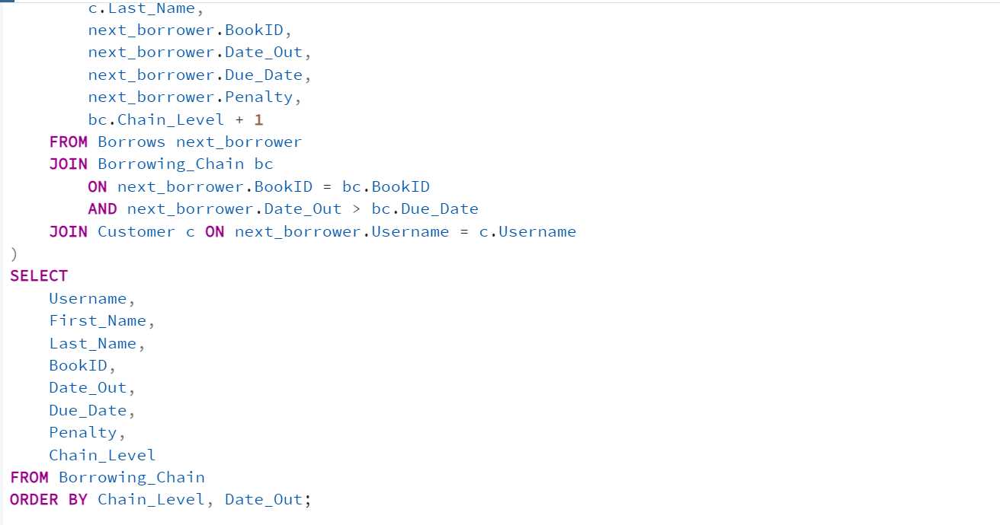 c.Last_Name,
next_borrower.BookID,
next_borrower.Date_Out,
next_borrower.Due_Date,
next_borrower.Penalty,
bc.Chain_Level + 1
FROM Borrows next_borrower
JOIN Borrowing_Chain bc
ON next_borrower.BookID = bc.BookID
AND next_borrower.Date_Out > bc.Due_Date
JOIN Customer c ON next_borrower.Username = c.Username
)
SELECT
Username,
First_Name,
Last_Name,
BookID,
Date_Out,
Due_Date,
Penalty,
Chain_Level
FROM Borrowing_Chain
ORDER BY Chain_Level, Date_Out;